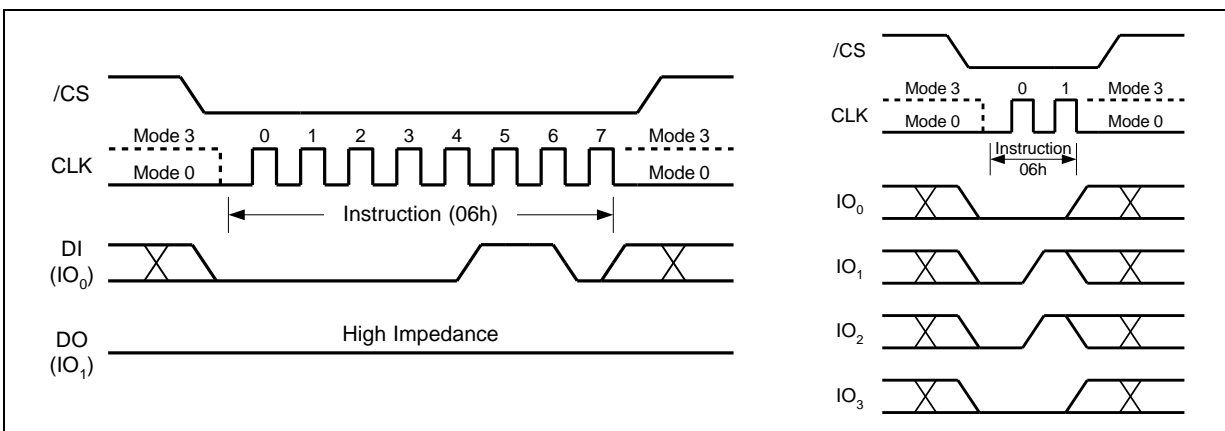 /CS
Mode 3 0 1 2 3 4 5 6 7 Mode 3
CLK
Mode 0 Mode 0
Instruction (06h)
DI
(IO0)
DO
(IO1)
High Impedance
/CS
Mode 3 0 1 Mode 3
CLK
Mode 0 Mode 0
Instruction
06h
IO0
IO1
IO2
IO3